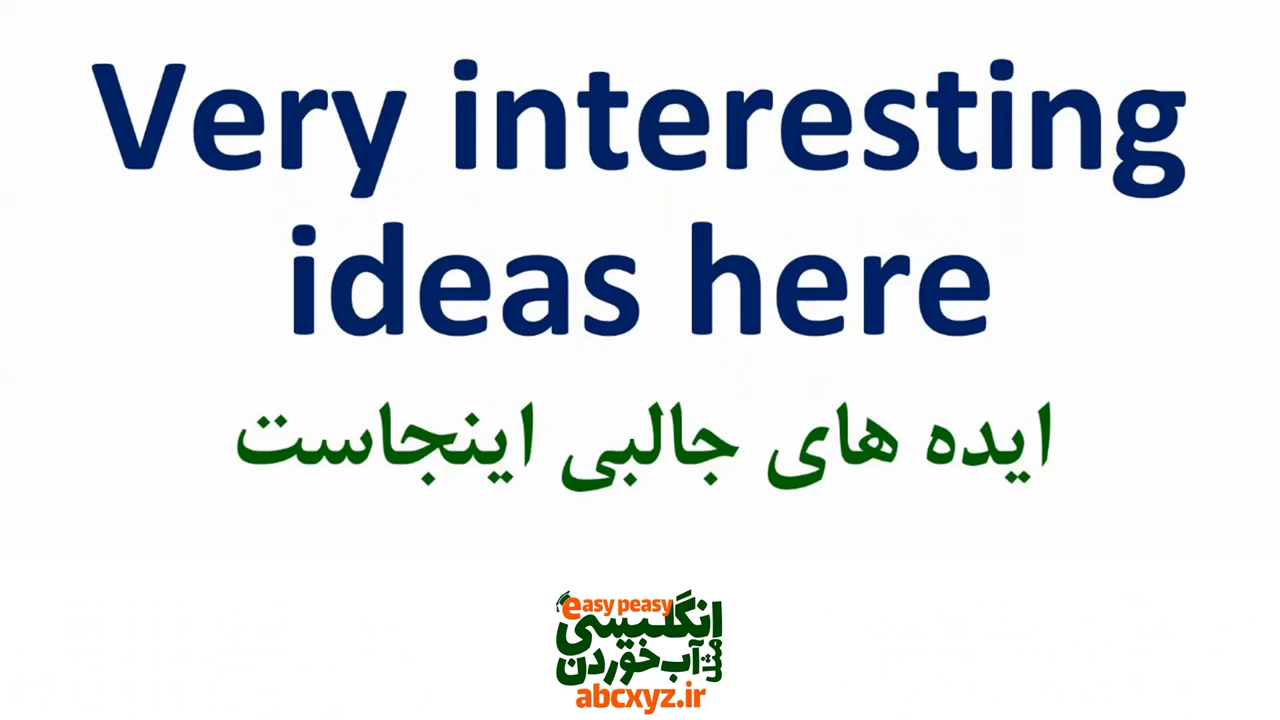 Very interesting
ideas here
ایده های جالبی اینجاست
easy peasy
انگلیسی
مثل آب خوردن
abcxyz.ir